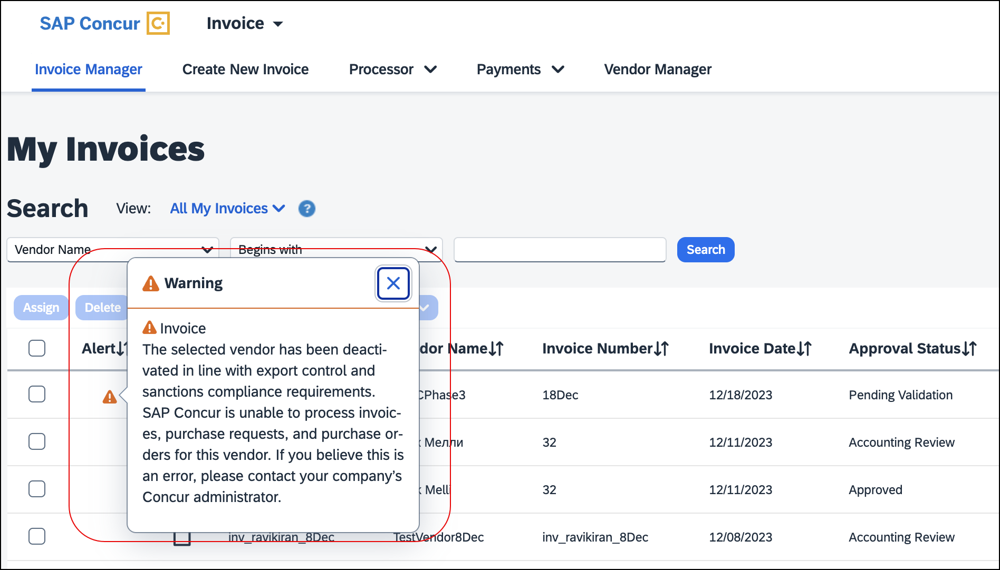 SAP Concur Invoice
Invoice Manager Create New Invoice Processor Payments Vendor Manager
My Invoices
Search View: All My Invoices ?
Vendor Name Begins with Search
Warning
Assign Delete
Invoice
The selected vendor has been deacti-
vated in line with export control and
sanctions compliance requirements.
SAP Concur is unable to process invoic-
es, purchase requests, and purchase or-
ders for this vendor. If you believe this is
an error, please contact your company’s
Concur administrator.
Alert dor Name Invoice Number Invoice Date Approval Status
CPhase3 18Dec 12/18/2023 Pending Validation
Мелли 32 12/11/2023 Accounting Review
Melli 32 12/11/2023 Approved
inv_ravikiran_8Dec TestVendor8Dec inv_ravikiran_8Dec 12/08/2023 Accounting Review